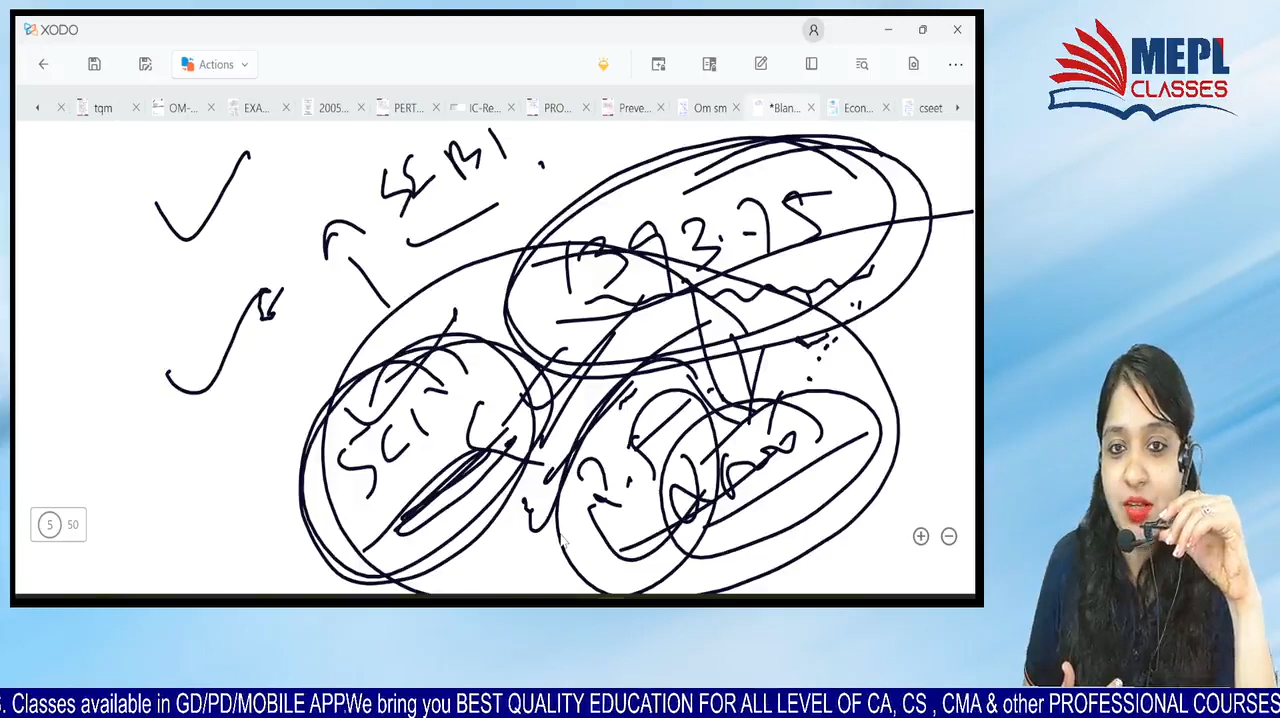 XODO
Actions
tqm
OM-...
EXA...
2005...
PERT...
IC-Re...
PRO...
Preve...
Om sm
*Blan...
Econ...
cseet
MEPL
CLASSES
SEBI
1393.75
5 50
S. Classes available in GD/PD/MOBILE APP.We bring you BEST QUALITY EDUCATION FOR ALL LEVEL OF CA, CS , CMA & other PROFESSIONAL COURSES